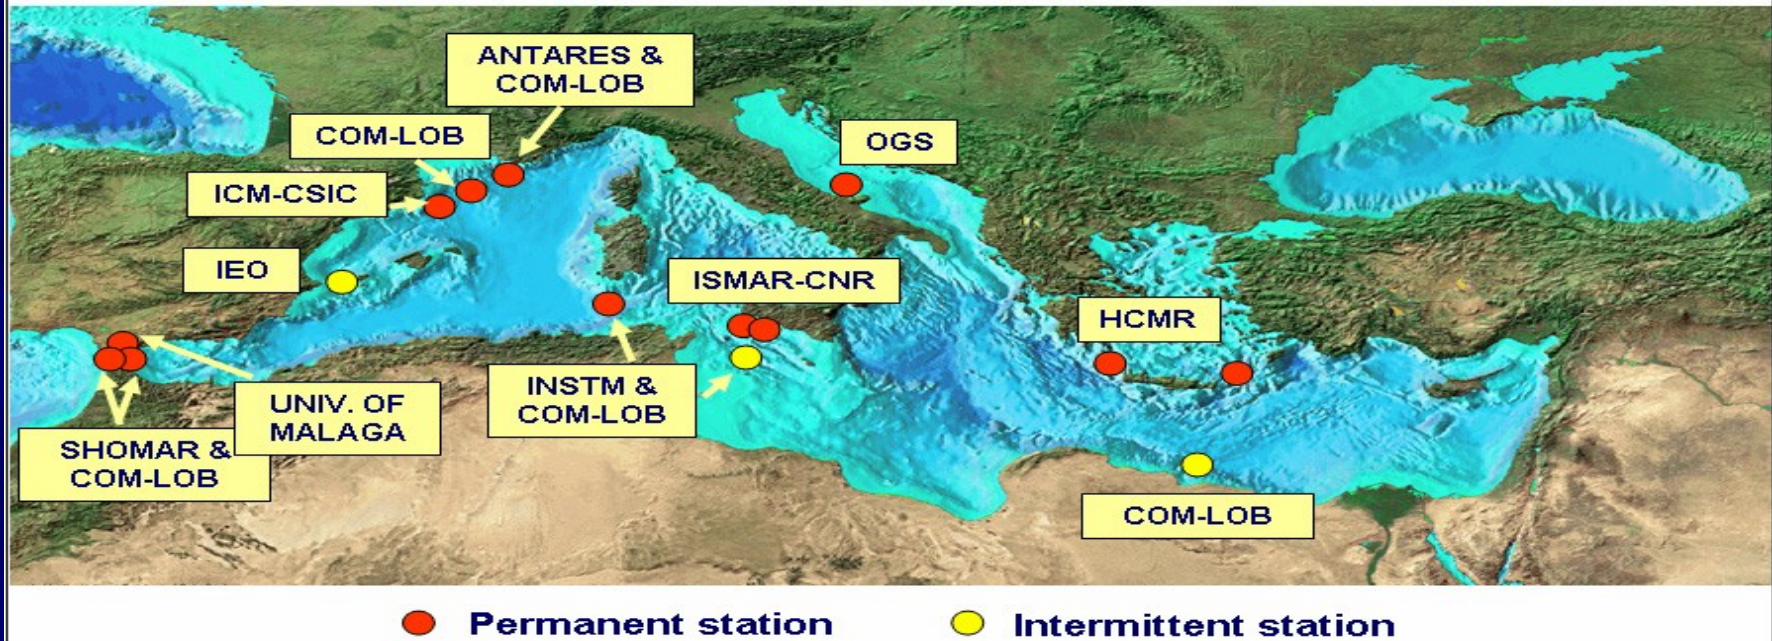 ANTARES &
COM-LOB
COM-LOB
OGS
ICM-CSIC
IEO
ISMAR-CNR
HCMR
INSTM &
COM-LOB
UNIV. OF
MALAGA
SHOMAR &
COM-LOB
COM-LOB
Permanent station
Intermittent station